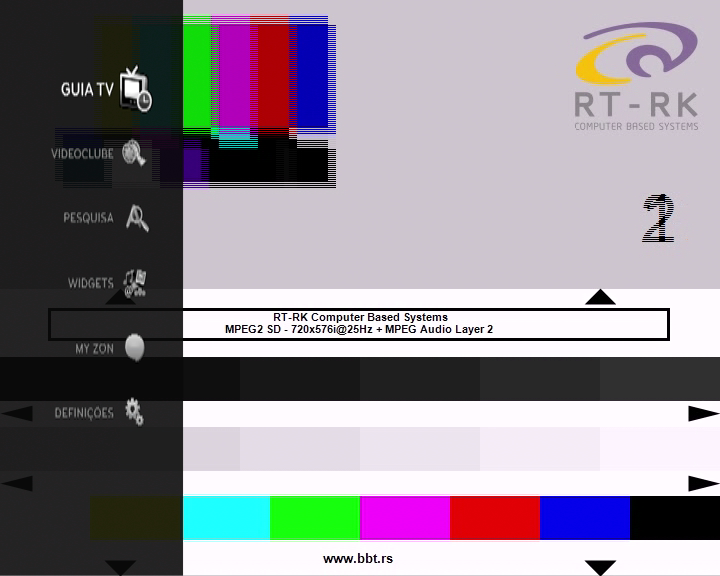 GUIA TV
VIDEOCLUBE
PESQUISA
WIDGETS
MY ZON
DEFINIÇÕES
RT-RK
COMPUTER BASED SYSTEMS
RT-RK Computer Based Systems
MPEG2 SD - 720x576i@25Hz + MPEG Audio Layer 2
www.bbt.rs